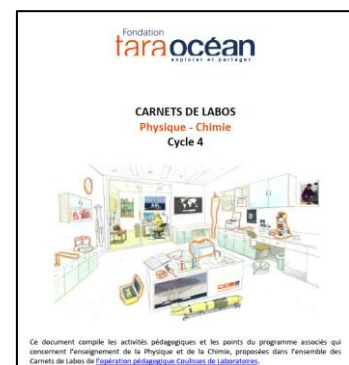 Fondation
tara océan
explorer et partager
CARNETS DE LABOS
Physique - Chimie
Cycle 4
Ce document compile les activités pédagogiques et les points du programme associés qui
concernent l'enseignement de la Physique et de la Chimie, proposées dans l'ensemble des
Carnets de Labos de l'opération pédagogique Coulisses de Laboratoires.